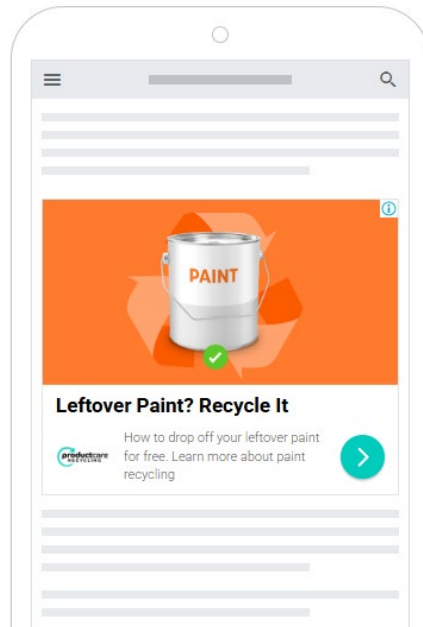 PAINT
Leftover Paint? Recycle It
productcare
RECYCLING
How to drop off your leftover paint
for free. Learn more about paint
recycling